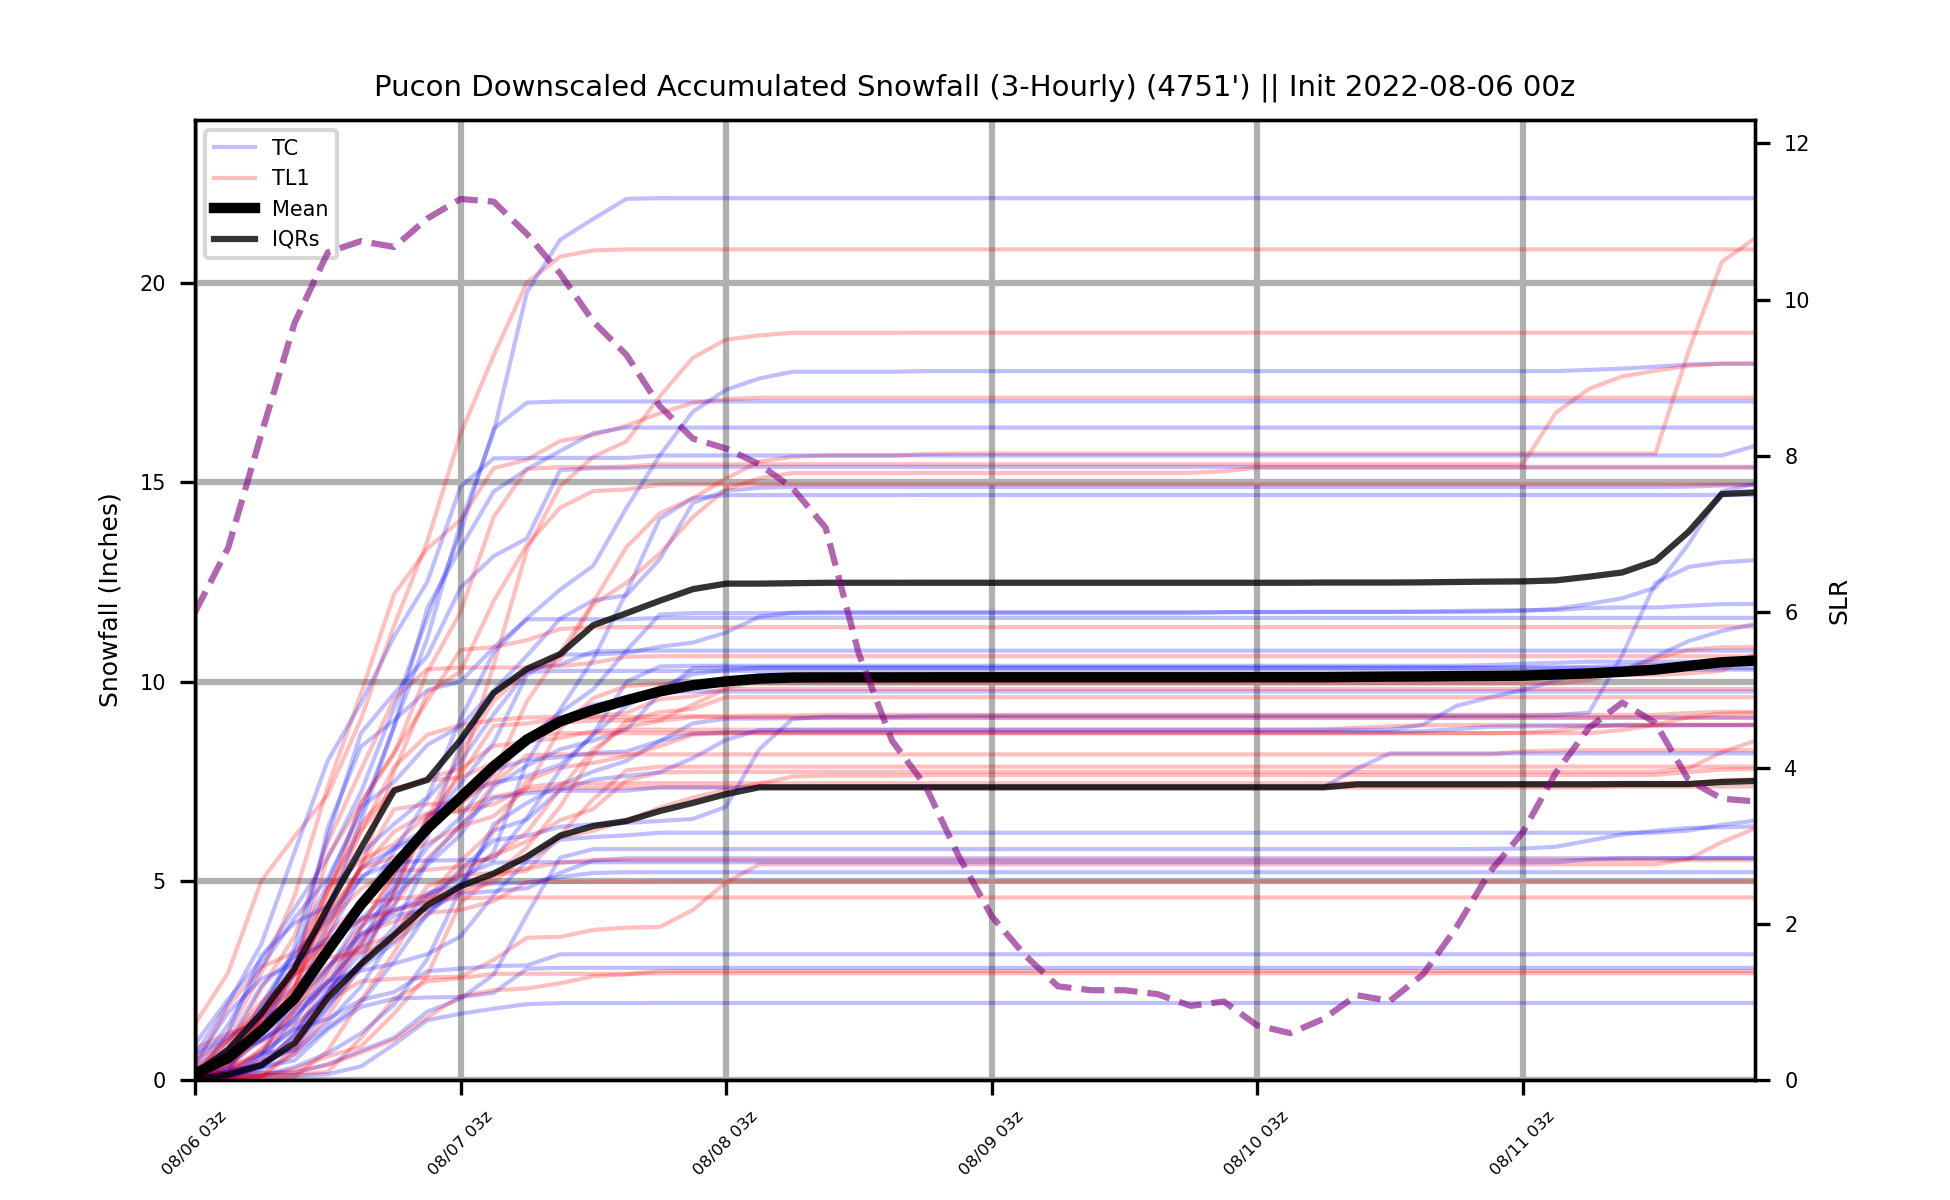 Pucon Downscaled Accumulated Snowfall (3-Hourly) (4751') || Init 2022-08-06 00z
TC
TL1
Mean
IQRs
Snowfall (Inches)
20
15
10
5
0
12
10
8
6
4
2
0
SLR
08/06 03z
08/07 03z
08/08 03z
08/09 03z
08/10 03z
08/11 03z